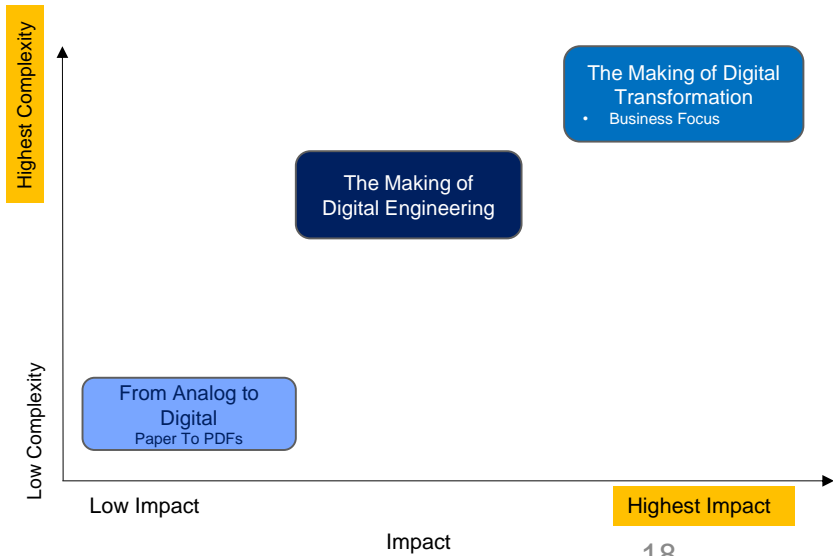 Highest Complexity
The Making of Digital
Transformation
• Business Focus
The Making of
Digital Engineering
From Analog to
Digital
Paper To PDFs
Low Complexity
Low Impact
Highest Impact
Impact
18